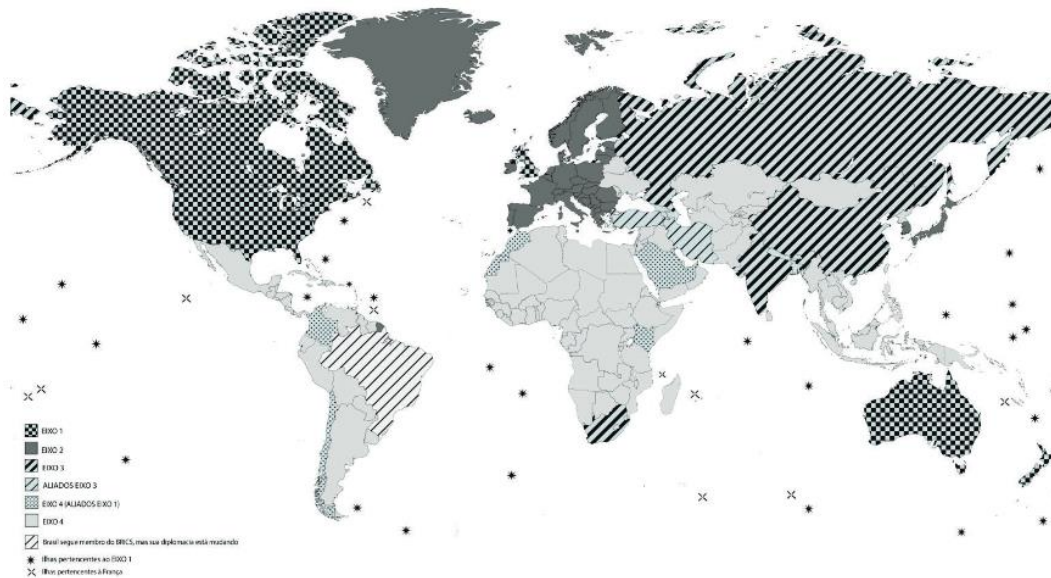 EIXO 1
EIXO 2
EIXO 3
ALIADOS EIXO 3
EIXO 4 (ALIADOS EIXO 1)
EIXO 4
Brasil segue membro do BRICS, mas sua diplomacia está mudando
Ilhas pertencentes ao EIXO 1
Ilhas pertencentes à França